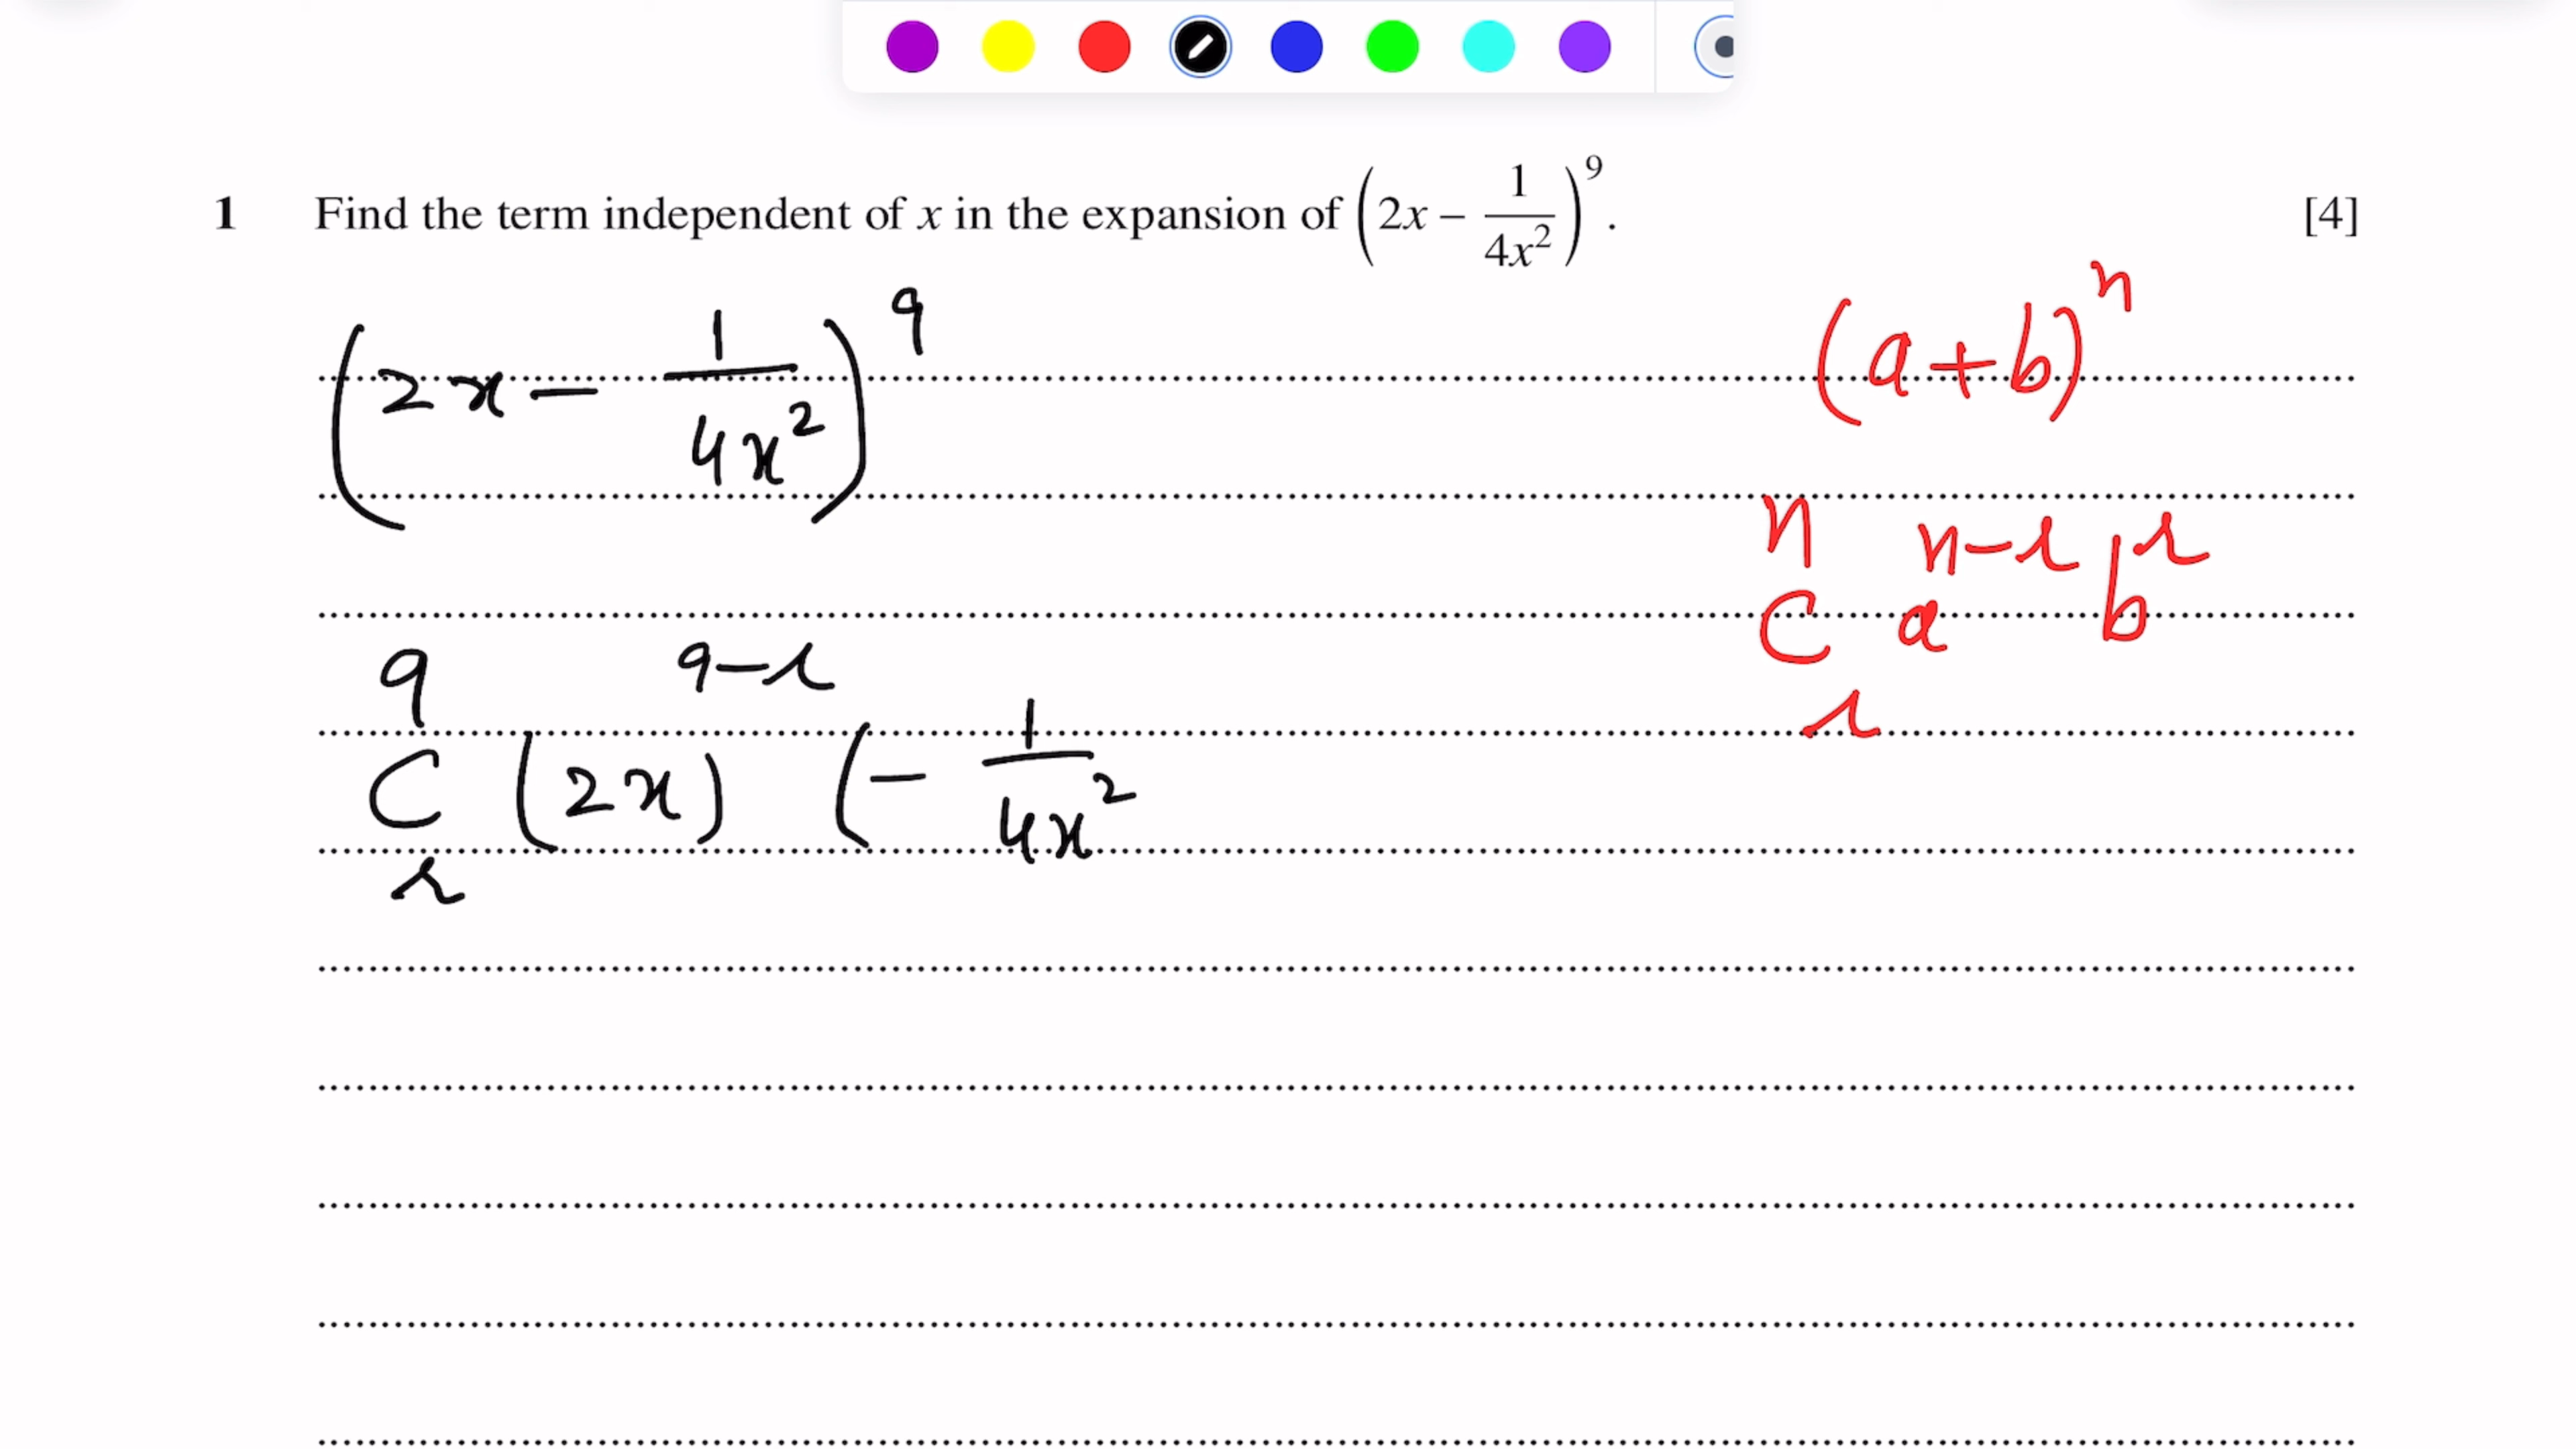 1 Find the term independent of x in the expansion of (2x − 1/4x²)⁹. [4]
(2x − 1/4x²)⁹
(a+b)ⁿ
ⁿCᵣ aⁿ⁻ʳ bʳ
⁹Cᵣ (2x)⁹⁻ʳ (− 1/4x²